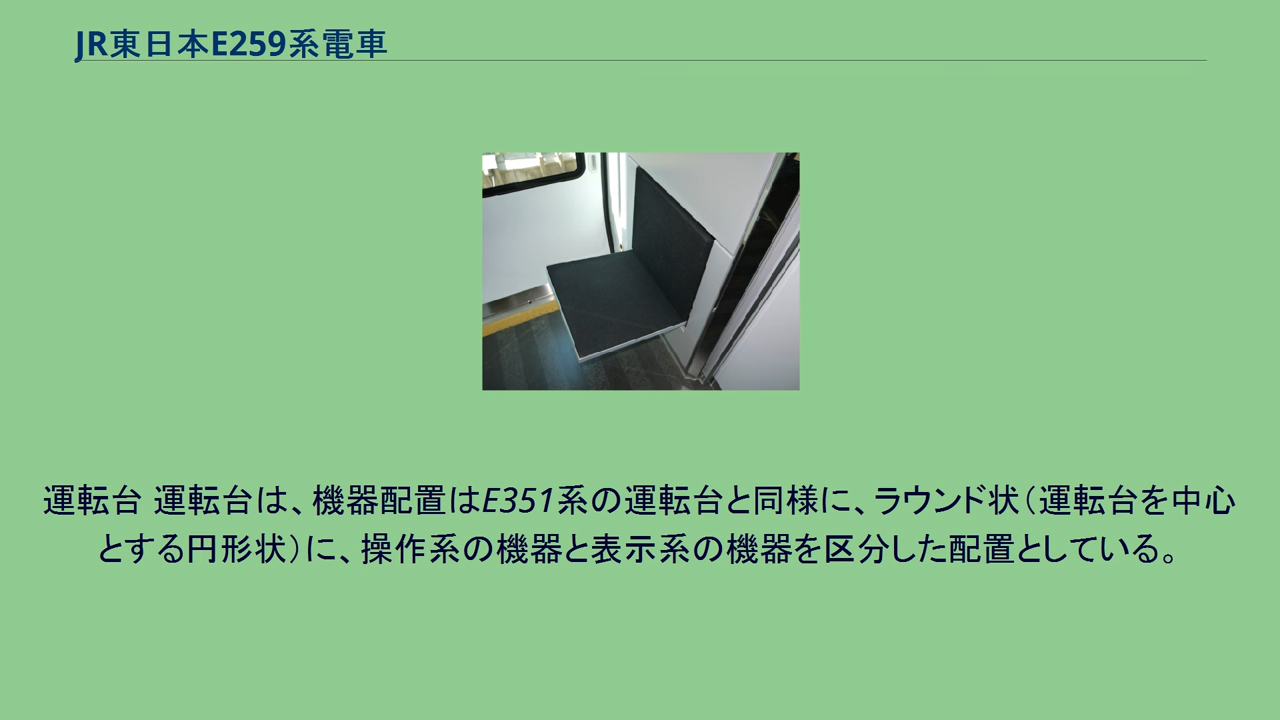 JR東日本E259系電車
運転台 運転台は、機器配置はE351系の運転台と同様に、ラウンド状（運転台を中心
とする円形状）に、操作系の機器と表示系の機器を区分した配置としている。